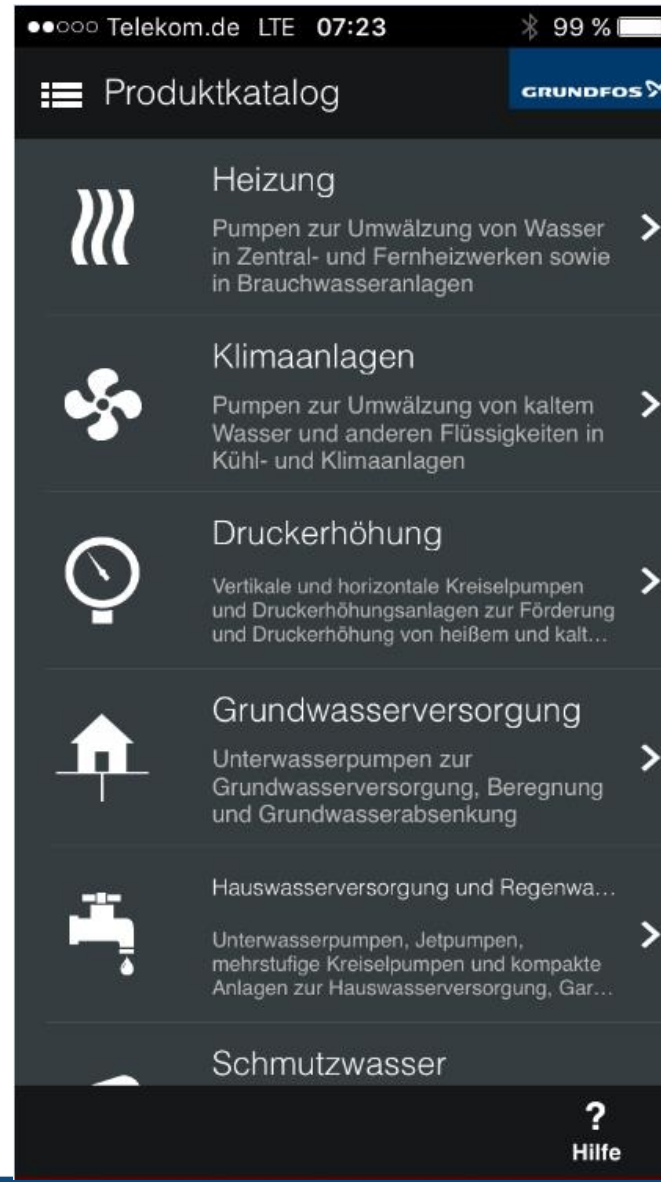 Telekom.de LTE 07:23 99 %
Produktkatalog
GRUNDFOS
Heizung
Pumpen zur Umwälzung von Wasser
in Zentral- und Fernheizwerken sowie
in Brauchwasseranlagen
Klimaanlagen
Pumpen zur Umwälzung von kaltem
Wasser und anderen Flüssigkeiten in
Kühl- und Klimaanlagen
Druckerhöhung
Vertikale und horizontale Kreiselpumpen
und Druckerhöhungsanlagen zur Förderung
und Druckerhöhung von heißem und kalt...
Grundwasserversorgung
Unterwasserpumpen zur
Grundwasserversorgung, Beregnung
und Grundwasserabsenkung
Hauswasserversorgung und Regenwa...
Unterwasserpumpen, Jetpumpen,
mehrstufige Kreiselpumpen und kompakte
Anlagen zur Hauswasserversorgung, Gar...
Schmutzwasser
?
Hilfe